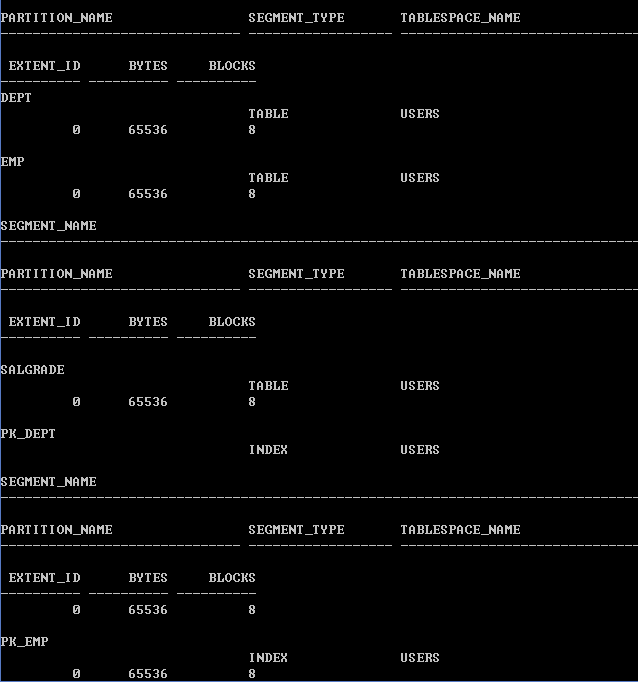 PARTITION_NAME SEGMENT_TYPE TABLESPACE_NAME
------------------------------ ------------------ ------------------------------
EXTENT_ID BYTES BLOCKS
---------- ---------- ----------
DEPT
TABLE USERS
0 65536 8
EMP
TABLE USERS
0 65536 8
SEGMENT_NAME
--------------------------------------------------------------------------------
PARTITION_NAME SEGMENT_TYPE TABLESPACE_NAME
------------------------------ ------------------ ------------------------------
EXTENT_ID BYTES BLOCKS
---------- ---------- ----------
SALGRADE
TABLE USERS
0 65536 8
PK_DEPT
INDEX USERS
SEGMENT_NAME
--------------------------------------------------------------------------------
PARTITION_NAME SEGMENT_TYPE TABLESPACE_NAME
------------------------------ ------------------ ------------------------------
EXTENT_ID BYTES BLOCKS
---------- ---------- ----------
0 65536 8
PK_EMP
INDEX USERS
0 65536 8